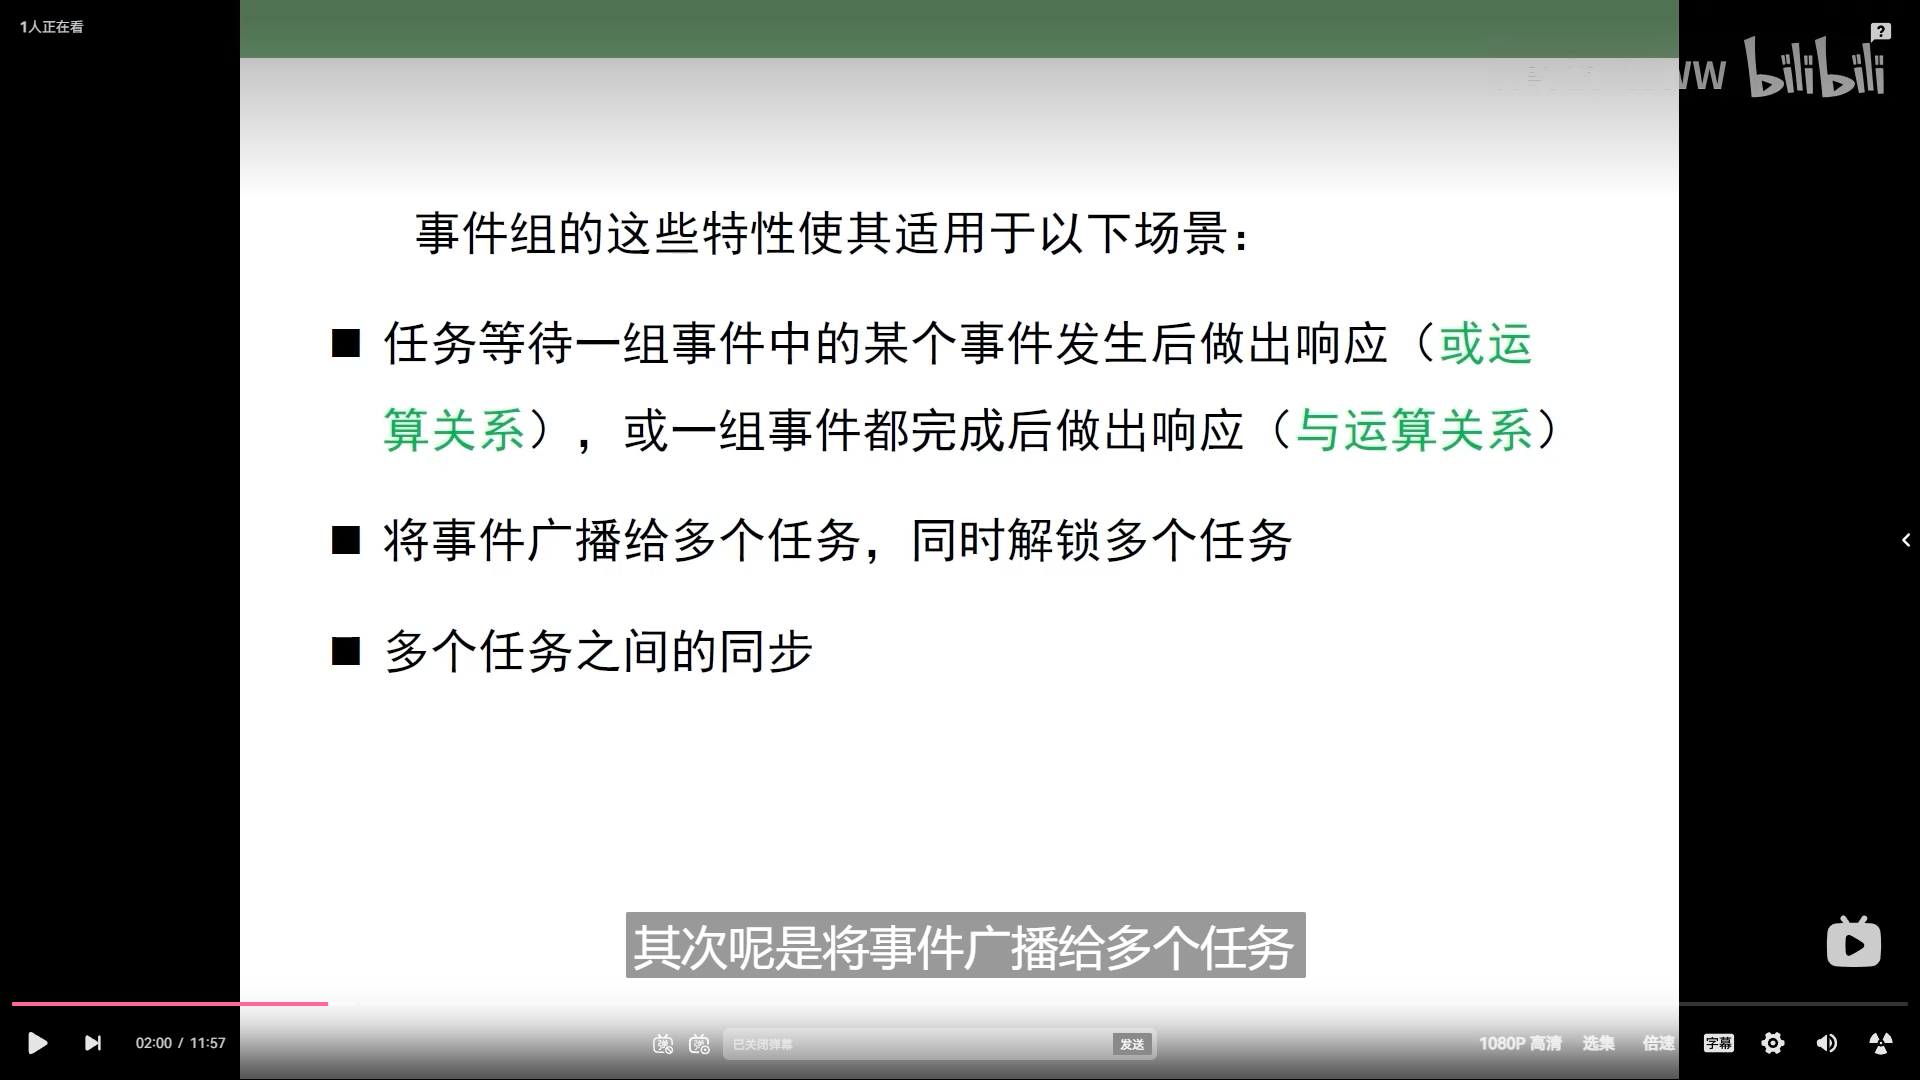 1人正在看
?
bilibili
事件组的这些特性使其适用于以下场景：
■ 任务等待一组事件中的某个事件发生后做出响应（或运
算关系），或一组事件都完成后做出响应（与运算关系）
■ 将事件广播给多个任务，同时解锁多个任务
■ 多个任务之间的同步
其次呢是将事件广播给多个任务
02:00 / 11:57
弹
弹
已关闭弹幕
发送
1080P 高清
选集
倍速
字幕